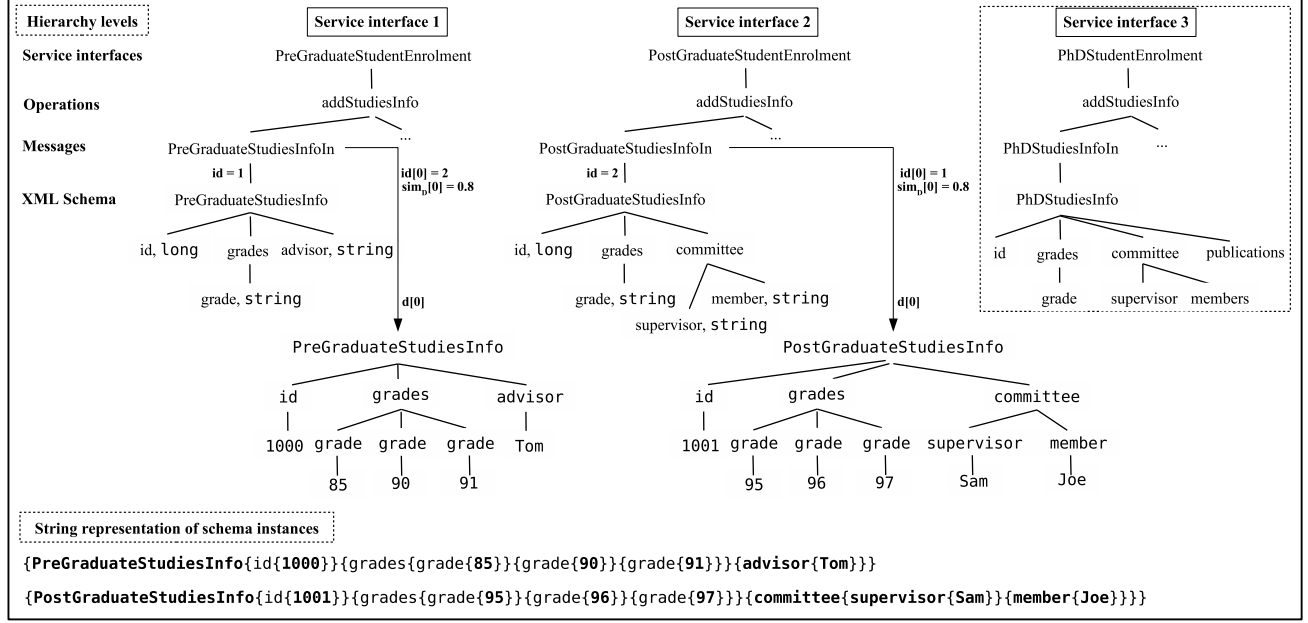 Hierarchy levels
Service interface 1
Service interface 2
Service interface 3
Service interfaces
PreGraduateStudentEnrolment
PostGraduateStudentEnrolment
PhDStudentEnrolment
Operations
addStudiesInfo
addStudiesInfo
addStudiesInfo
Messages
PreGraduateStudiesInfoIn
...
PostGraduateStudiesInfoIn
...
PhDStudiesInfoIn
...
id = 1
id[0] = 2
simD[0] = 0.8
id = 2
id[0] = 1
simD[0] = 0.8
XML Schema
PreGraduateStudiesInfo
PostGraduateStudiesInfo
PhDStudiesInfo
id, long
grades
advisor, string
id, long
grades
committee
id
grades
committee
publications
grade, string
grade, string
member, string
supervisor, string
grade
supervisor
members
d[0]
d[0]
PreGraduateStudiesInfo
PostGraduateStudiesInfo
id
grades
advisor
id
grades
committee
1000
grade
grade
grade
Tom
1001
grade
grade
grade
supervisor
member
85
90
91
95
96
97
Sam
Joe
String representation of schema instances
{PreGraduateStudiesInfo{id{1000}}{grades{grade{85}}{grade{90}}{grade{91}}}{advisor{Tom}}}
{PostGraduateStudiesInfo{id{1001}}{grades{grade{95}}{grade{96}}{grade{97}}}{committee{supervisor{Sam}}{member{Joe}}}}